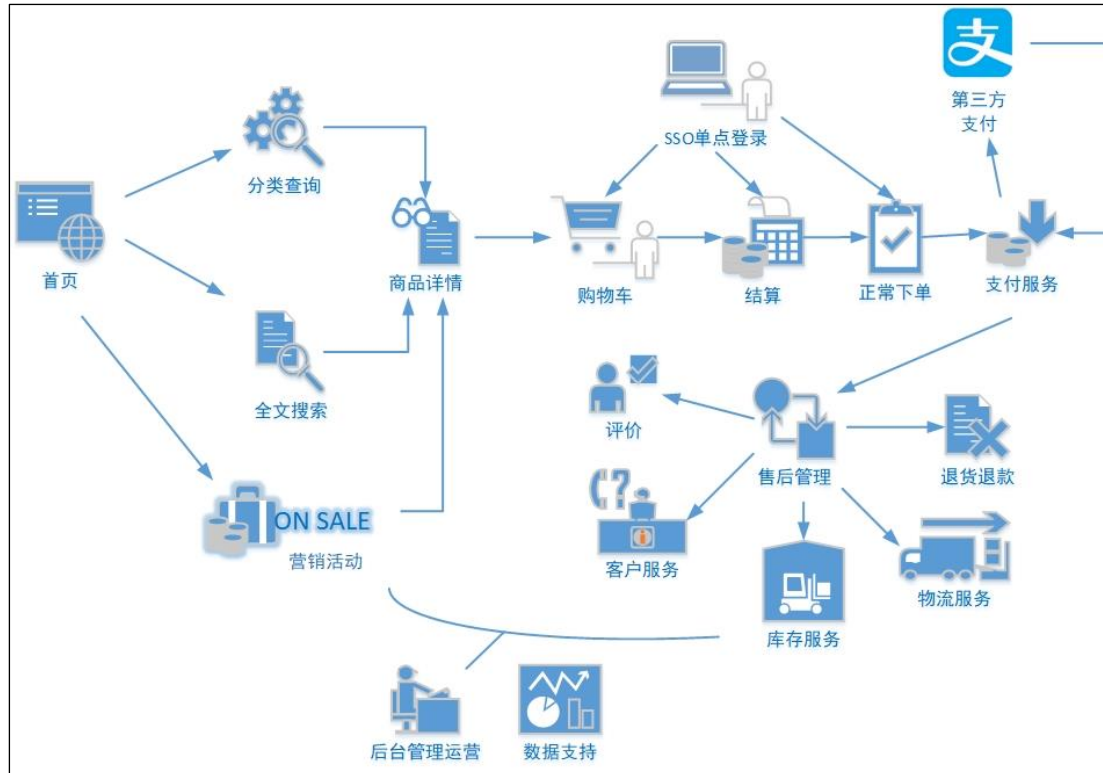 支
第三方
支付
SSO单点登录
分类查询
首页
商品详情
购物车
结算
正常下单
支付服务
全文搜索
评价
售后管理
退货退款
ON SALE
营销活动
客户服务
物流服务
库存服务
后台管理运营
数据支持